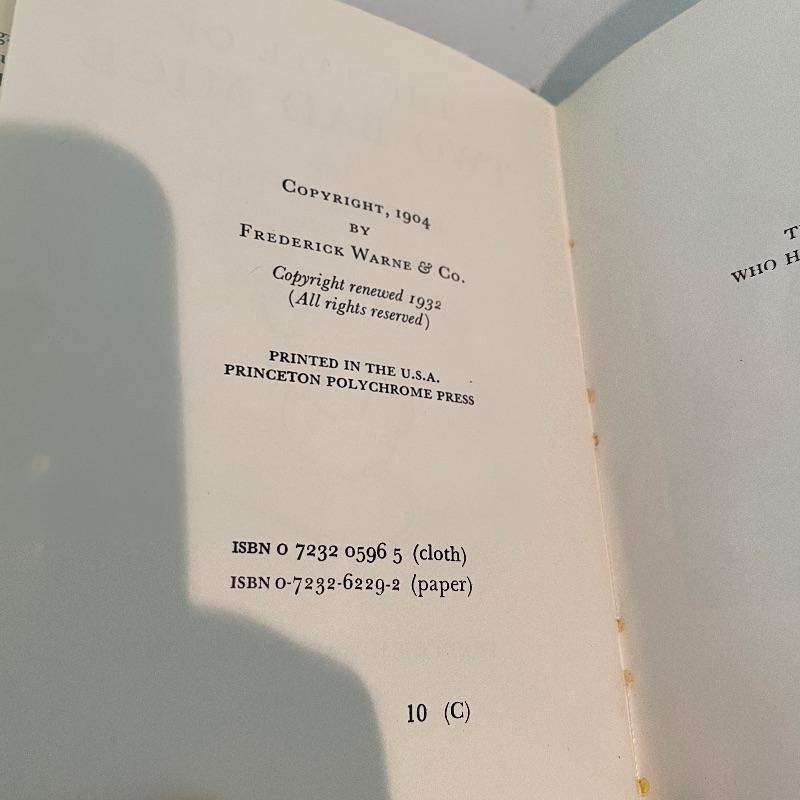 COPYRIGHT, 1904
BY
FREDERICK WARNE & CO.
Copyright renewed 1932
(All rights reserved)
PRINTED IN THE U.S.A.
PRINCETON POLYCHROME PRESS
ISBN 0 7232 0596 5 (cloth)
ISBN 0-7232-6229-2 (paper)
10 (C)
WHO H